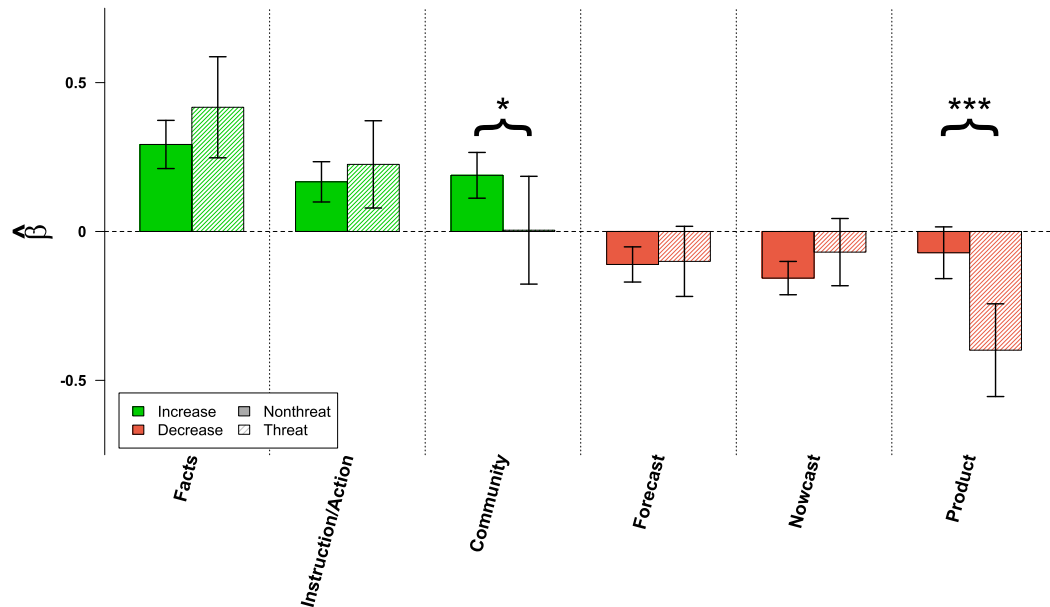 * ***
0.5
β̂
0
-0.5
Increase Nonthreat
Decrease Threat
Facts
Instruction/Action
Community
Forecast
Nowcast
Product